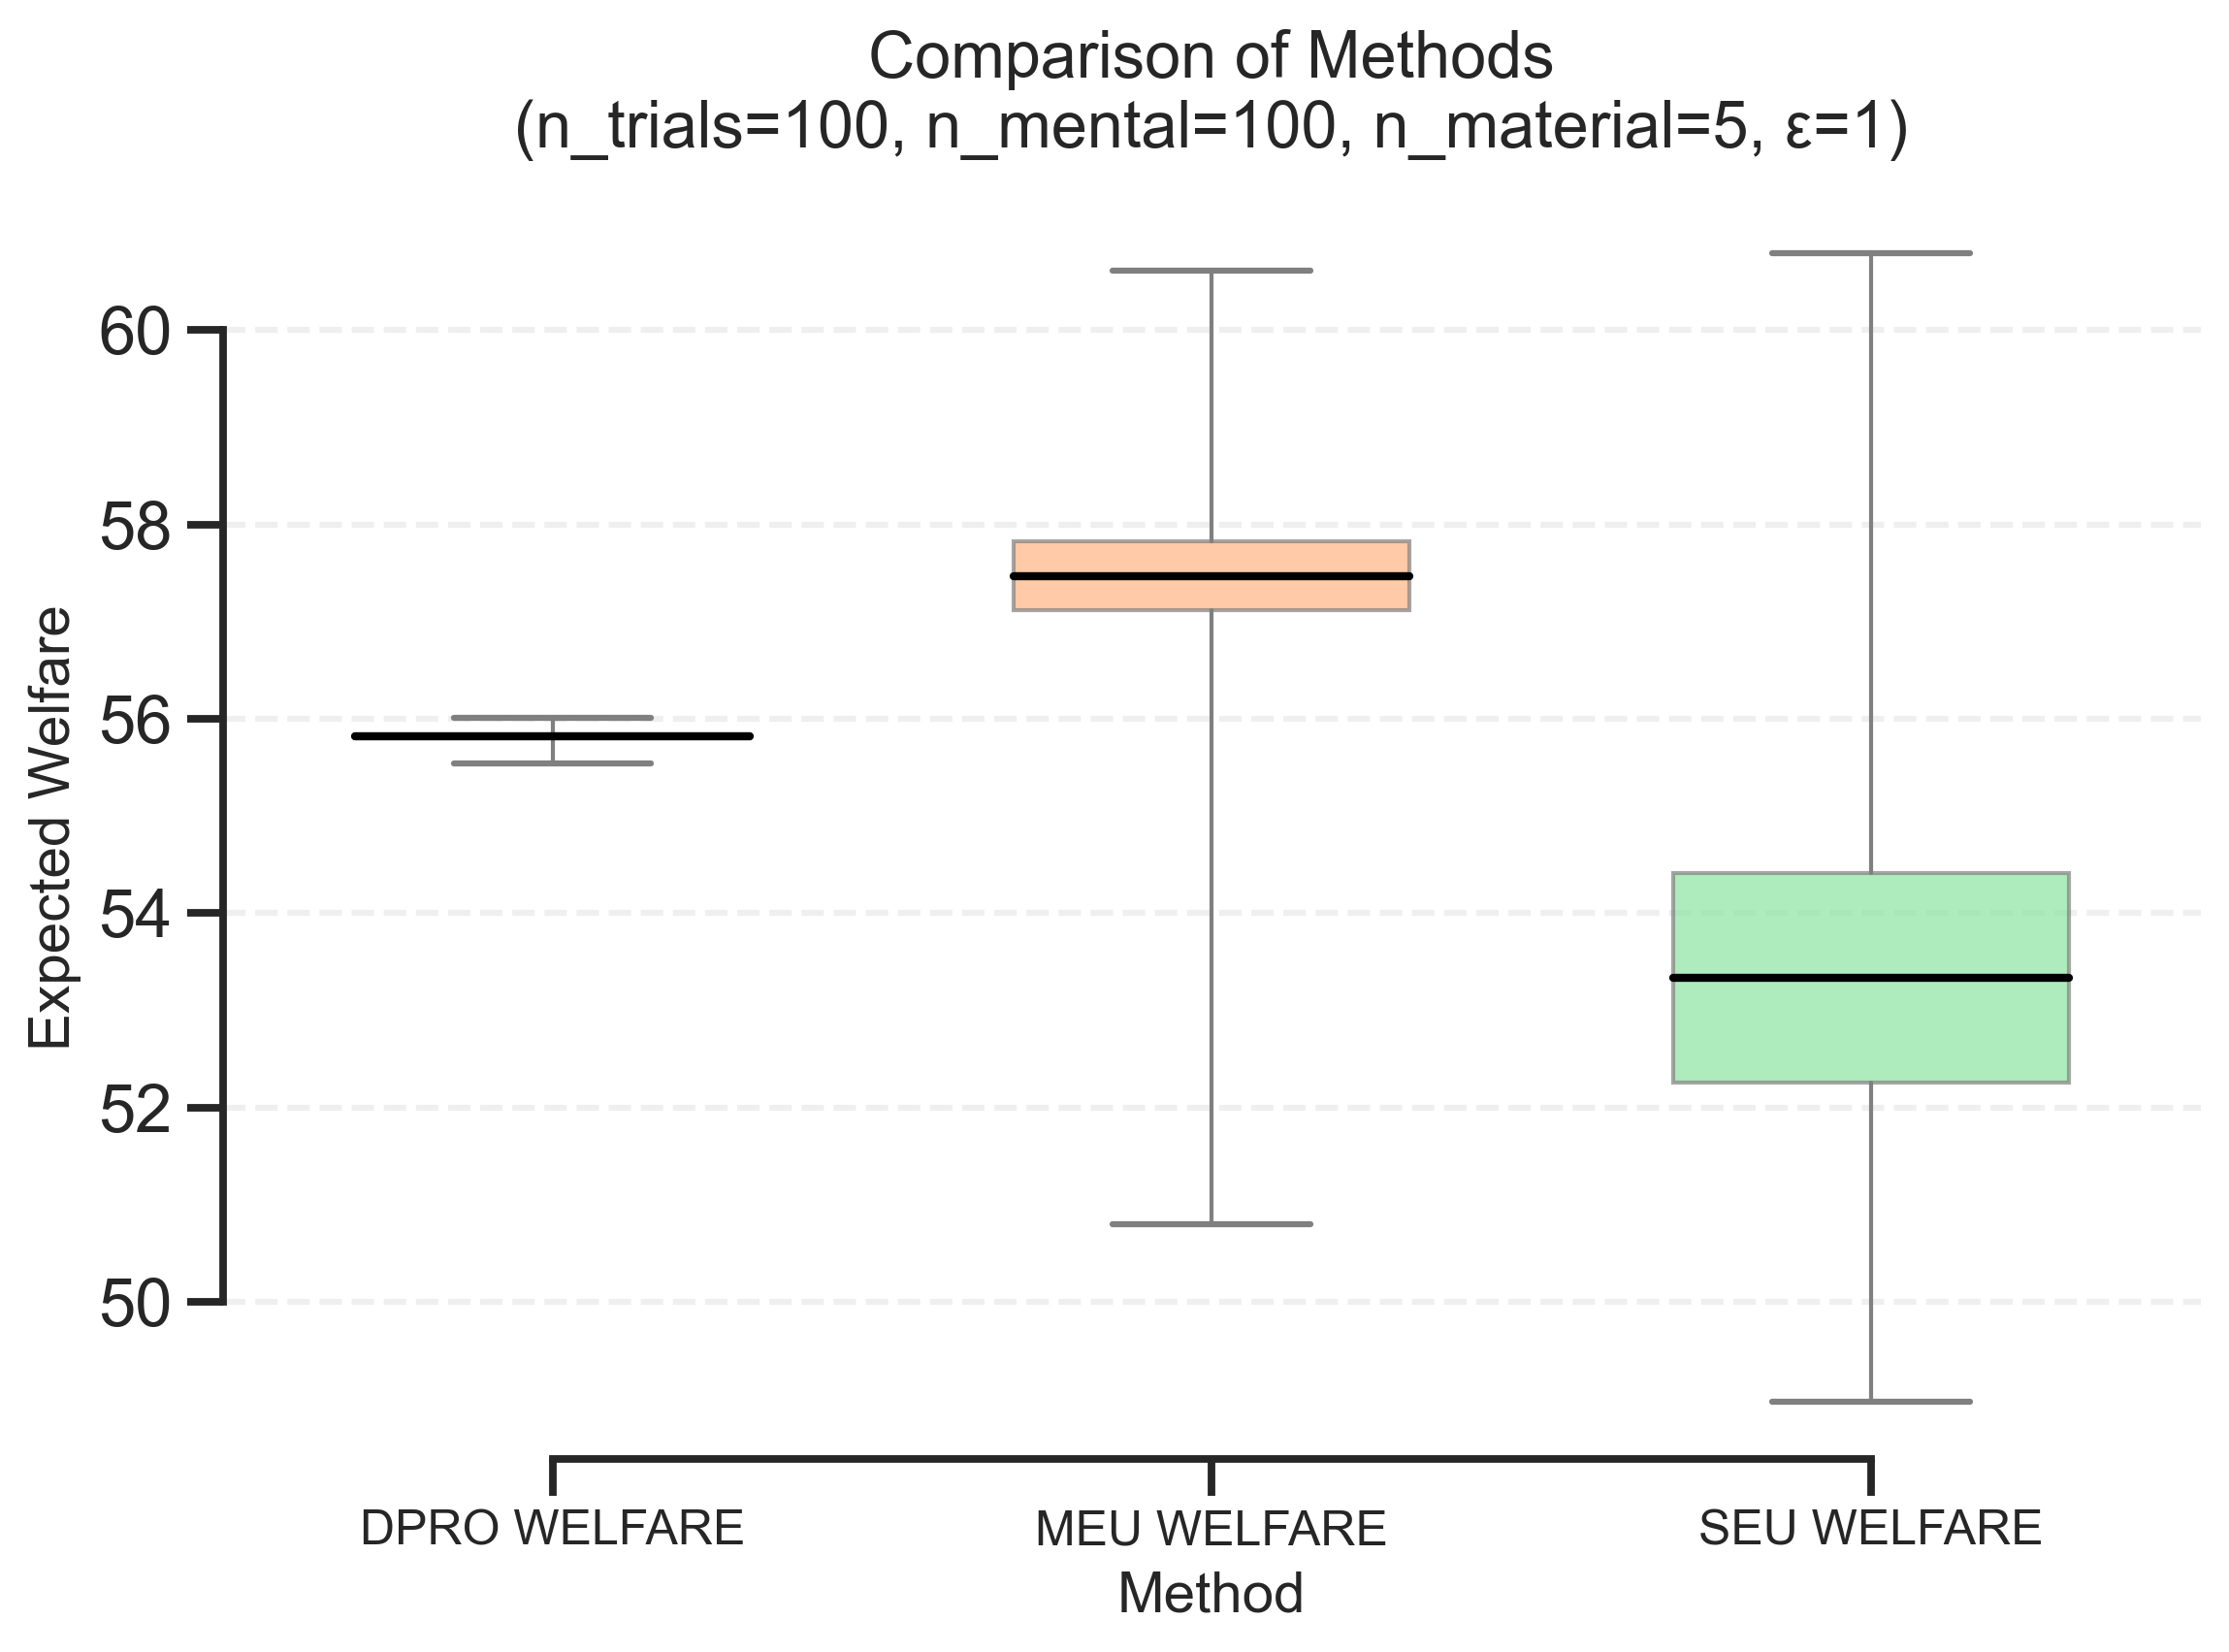 Comparison of Methods
(n_trials=100, n_mental=100, n_material=5, ε=1)
Expected Welfare
60
58
56
54
52
50
DPRO WELFARE
MEU WELFARE
SEU WELFARE
Method